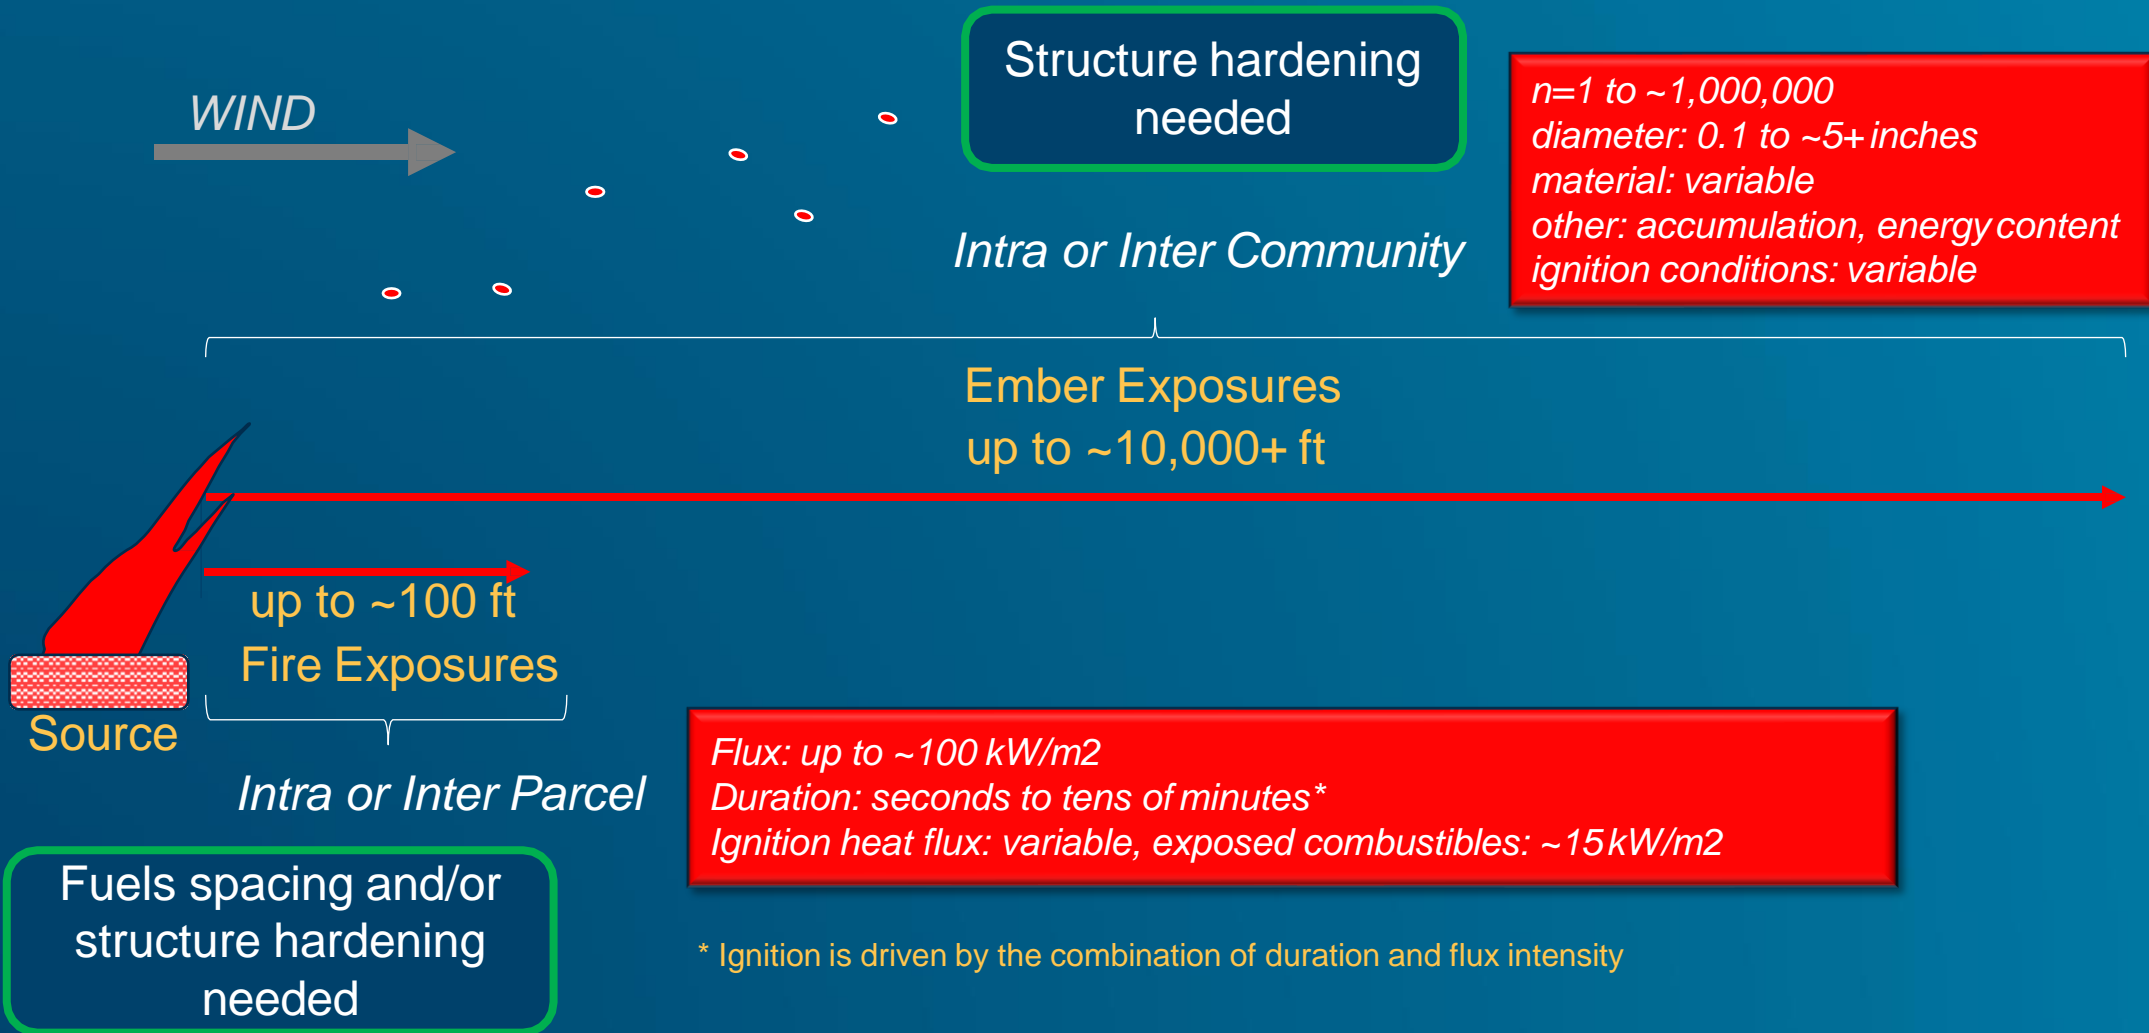 Structure hardening
needed
WIND
n=1 to ~1,000,000
diameter: 0.1 to ~5+ inches
material: variable
other: accumulation, energy content
ignition conditions: variable
Intra or Inter Community
Ember Exposures
up to ~10,000+ ft
up to ~100 ft
Fire Exposures
Source
Intra or Inter Parcel
Flux: up to ~100 kW/m2
Duration: seconds to tens of minutes*
Ignition heat flux: variable, exposed combustibles: ~15 kW/m2
Fuels spacing and/or
structure hardening
needed
* Ignition is driven by the combination of duration and flux intensity